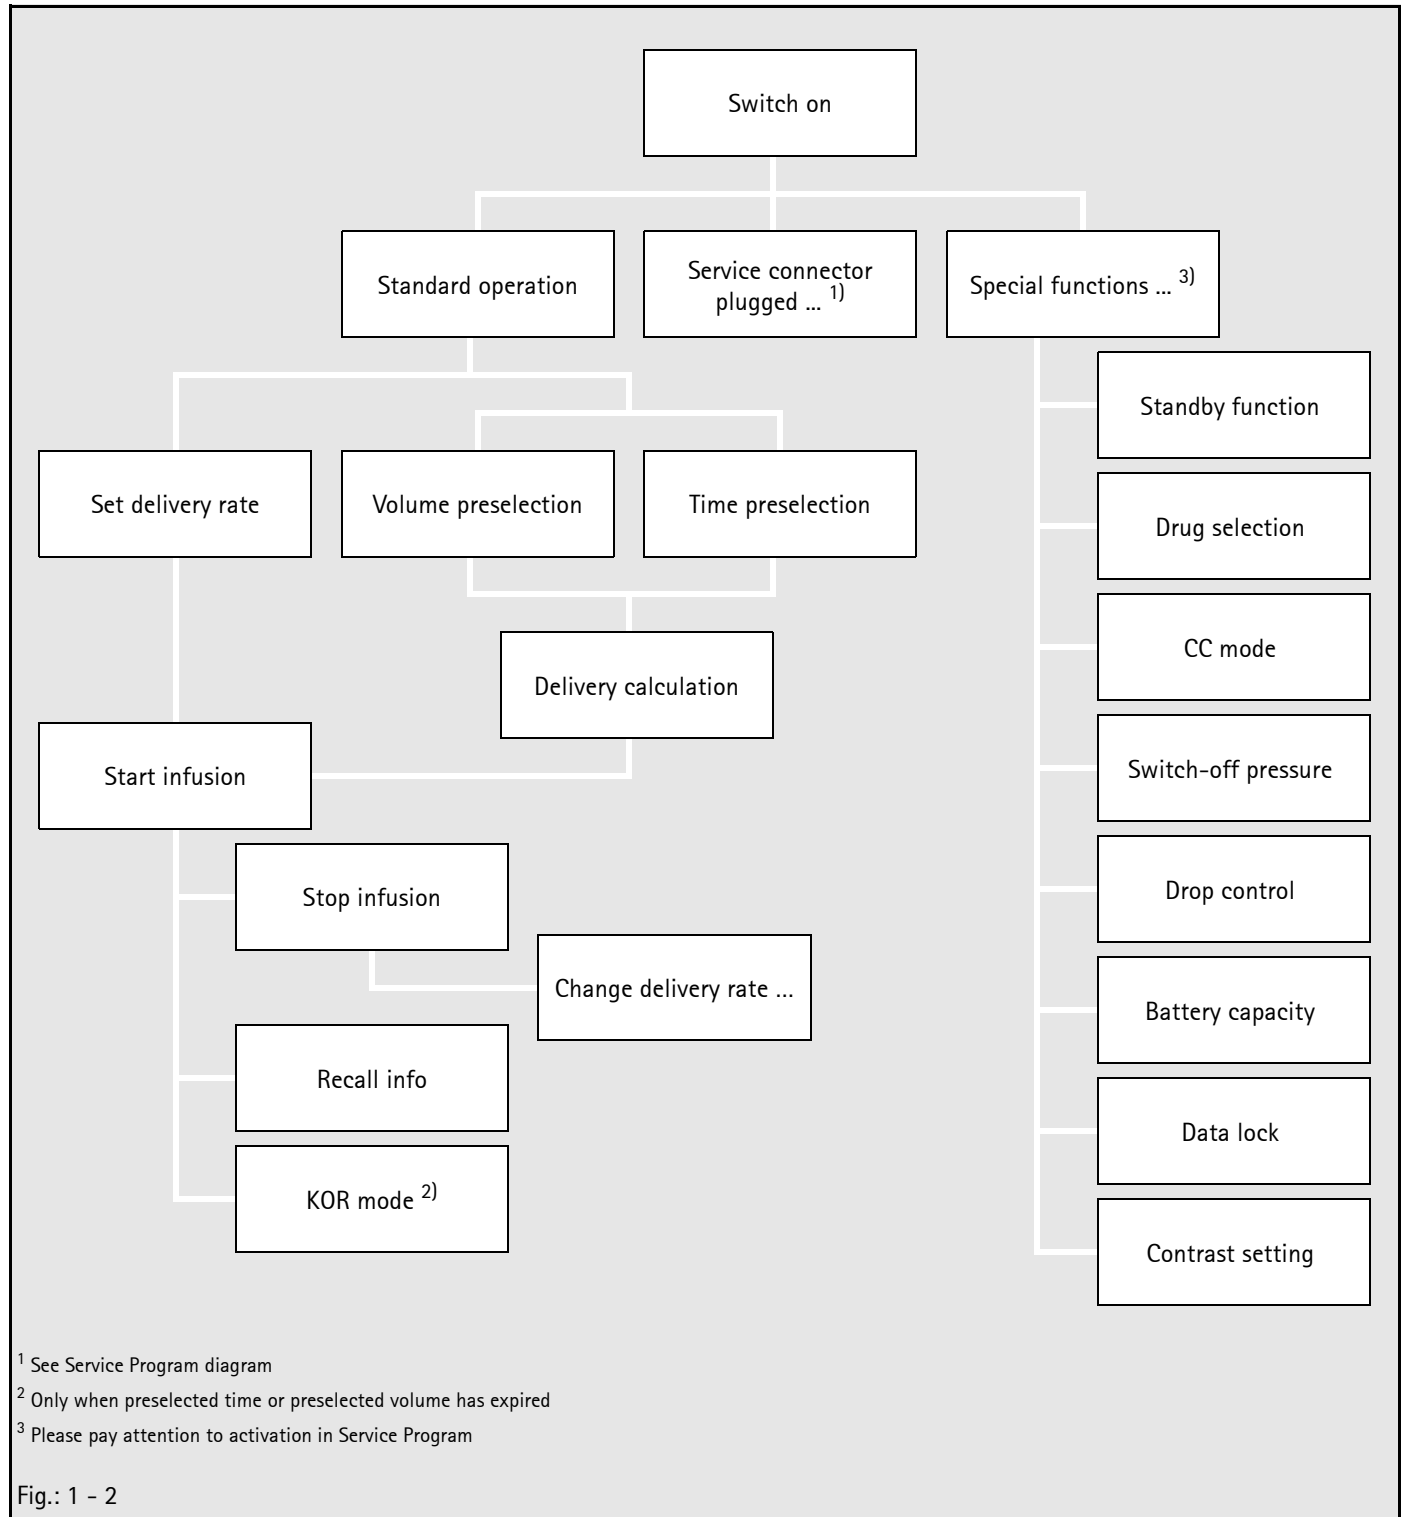 Switch on
Standard operation
Service connector
plugged ... 1)
Special functions ... 3)
Standby function
Set delivery rate
Volume preselection
Time preselection
Drug selection
CC mode
Delivery calculation
Start infusion
Switch-off pressure
Stop infusion
Drop control
Change delivery rate ...
Battery capacity
Recall info
Data lock
KOR mode 2)
Contrast setting
1 See Service Program diagram
2 Only when preselected time or preselected volume has expired
3 Please pay attention to activation in Service Program
Fig.: 1 - 2